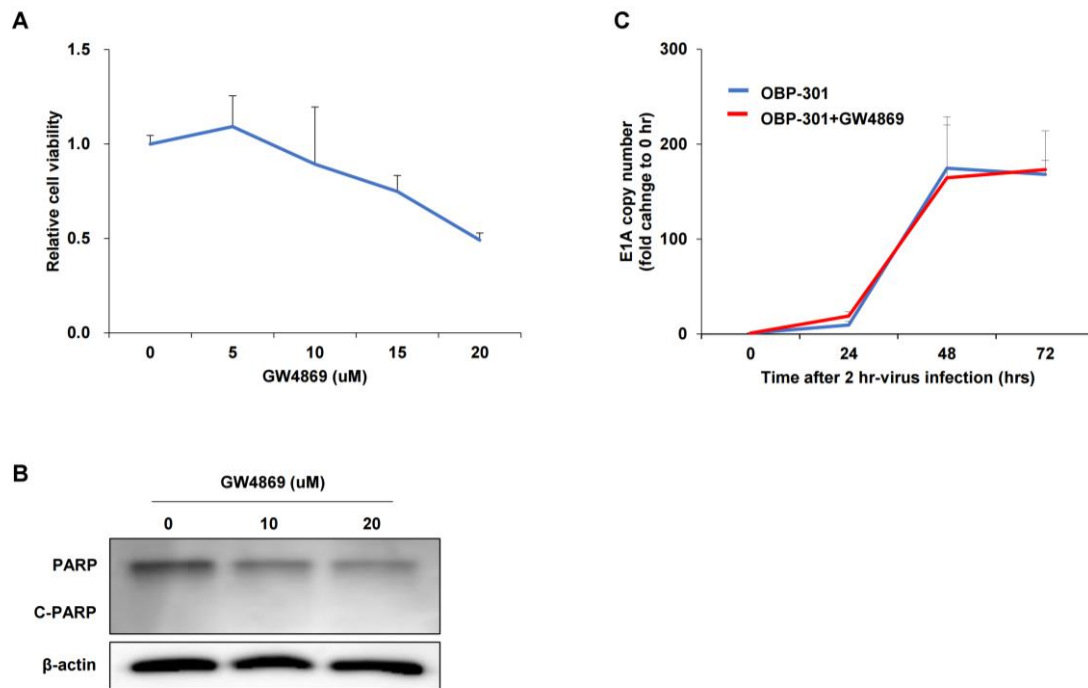 A
1.5
1.0
0.5
0.0
Relative cell viability
0 5 10 15 20
GW4869 (uM)
B
GW4869 (uM)
0 10 20
PARP
C-PARP
β-actin
C
300
200
100
0
E1A copy number
(fold cahnge to 0 hr)
OBP-301
OBP-301+GW4869
0 24 48 72
Time after 2 hr-virus infection (hrs)